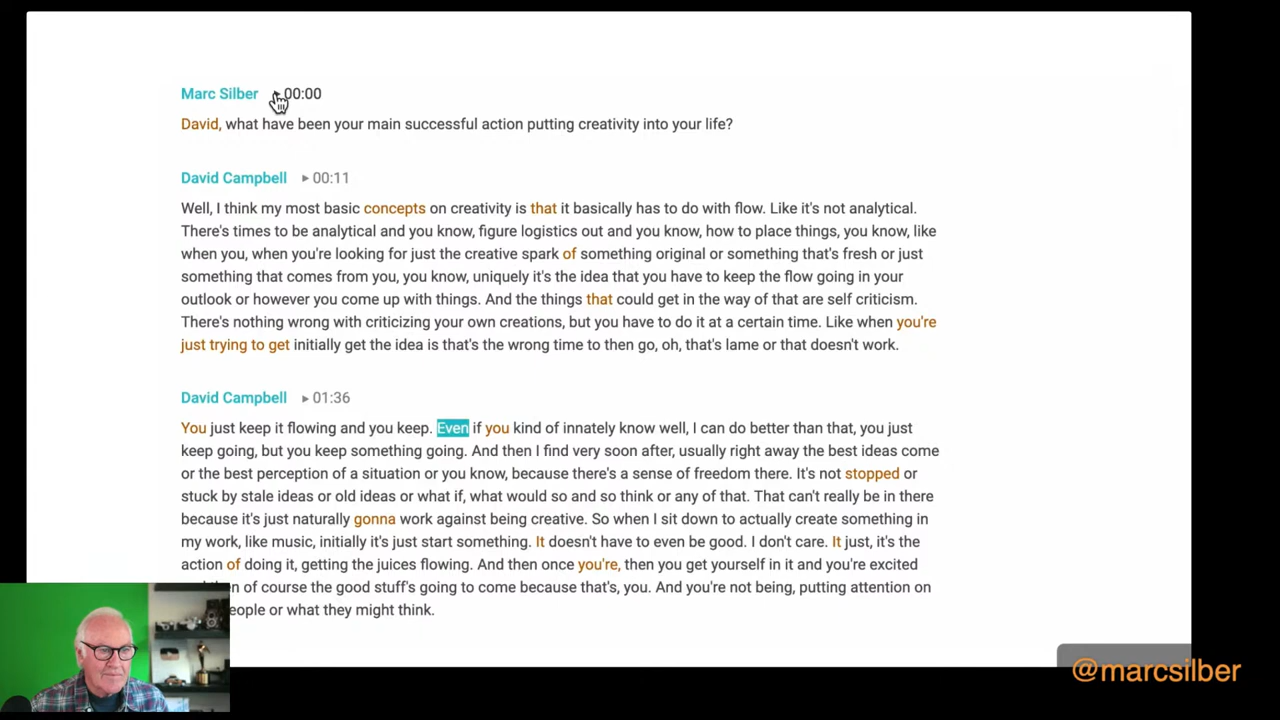 Marc Silber 00:00
David, what have been your main successful action putting creativity into your life?
David Campbell 00:11
Well, I think my most basic concepts on creativity is that it basically has to do with flow. Like it's not analytical.
There's times to be analytical and you know, figure logistics out and you know, how to place things, you know, like
when you, when you're looking for just the creative spark of something original or something that's fresh or just
something that comes from you, you know, uniquely it's the idea that you have to keep the flow going in your
outlook or however you come up with things. And the things that could get in the way of that are self criticism.
There's nothing wrong with criticizing your own creations, but you have to do it at a certain time. Like when you're
just trying to get initially get the idea is that's the wrong time to then go, oh, that's lame or that doesn't work.
David Campbell 01:36
You just keep it flowing and you keep. Even if you kind of innately know well, I can do better than that, you just
keep going, but you keep something going. And then I find very soon after, usually right away the best ideas come
or the best perception of a situation or you know, because there's a sense of freedom there. It's not stopped or
stuck by stale ideas or old ideas or what if, what would so and so think or any of that. That can't really be in there
because it's just naturally gonna work against being creative. So when I sit down to actually create something in
my work, like music, initially it's just start something. It doesn't have to even be good. I don't care. It just, it's the
action of doing it, getting the juices flowing. And then once you're, then you get yourself in it and you're excited
of course the good stuff's going to come because that's, you. And you're not being, putting attention on
or what they might think.
@marcsilber